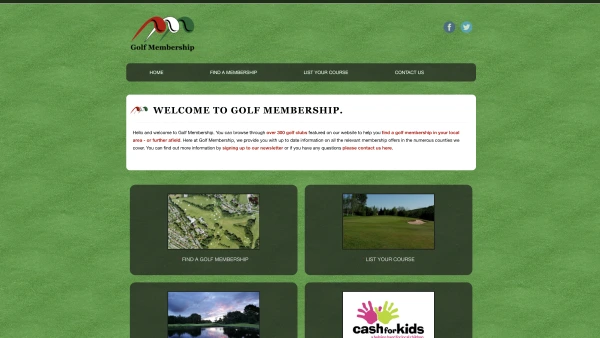 Golf Membership
HOME FIND A MEMBERSHIP LIST YOUR COURSE CONTACT US
WELCOME TO GOLF MEMBERSHIP.
Hello and welcome to Golf Membership. You can browse through over 300 golf clubs featured on our website to help you find a golf membership in your local
area - or further afield. Here at Golf Membership, we provide you with up to date information on all the relevant membership offers in the numerous counties we
cover. You can find out more information by signing up to our newsletter or if you have any questions please contact us here.
FIND A GOLF MEMBERSHIP
LIST YOUR COURSE
cashforkids